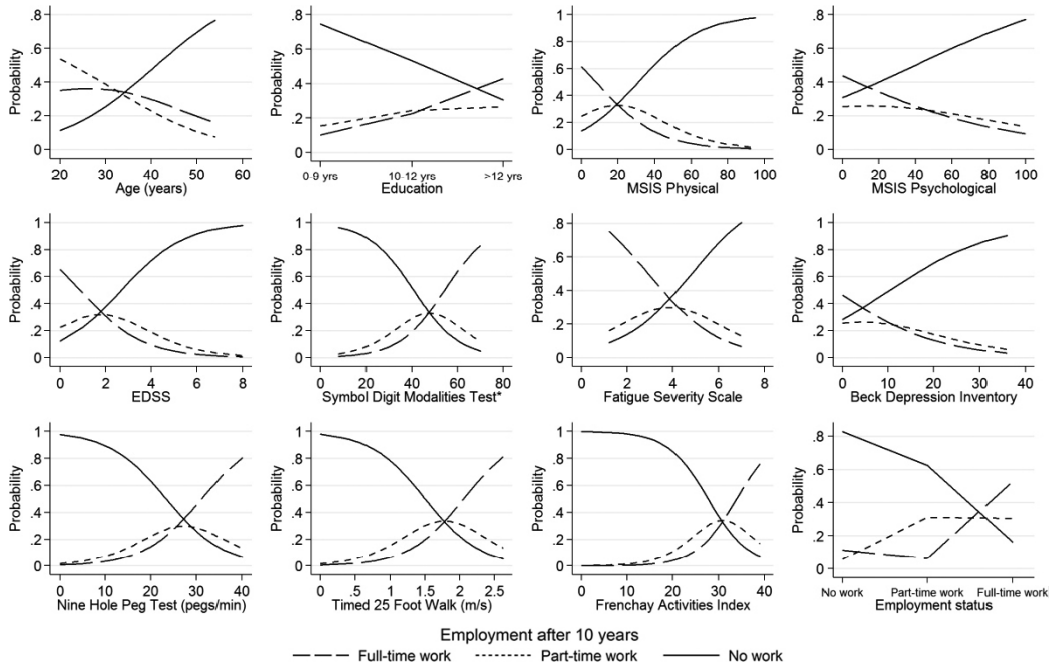 .8
.6
.4
.2
0
Probability
20 30 40 50 60
Age (years)
.8
.6
.4
.2
0
Probability
0-9 yrs 10-12 yrs >12 yrs
Education
1
.8
.6
.4
.2
0
Probability
0 20 40 60 80 100
MSIS Physical
.8
.6
.4
.2
0
Probability
0 20 40 60 80 100
MSIS Psychological
1
.8
.6
.4
.2
0
Probability
0 2 4 6 8
EDSS
1
.8
.6
.4
.2
0
Probability
0 20 40 60 80
Symbol Digit Modalities Test*
1
.8
.6
.4
.2
0
Probability
0 2 4 6 8
Fatigue Severity Scale
1
.8
.6
.4
.2
0
Probability
0 10 20 30 40
Beck Depression Inventory
1
.8
.6
.4
.2
0
Probability
0 10 20 30 40
Nine Hole Peg Test (pegs/min)
1
.8
.6
.4
.2
0
Probability
0 .5 1 1.5 2 2.5
Timed 25 Foot Walk (m/s)
1
.8
.6
.4
.2
0
Probability
0 10 20 30 40
Frenchay Activities Index
.8
.6
.4
.2
0
Probability
No work Part-time work Full-time work
Employment status
Employment after 10 years
Full-time work Part-time work No work